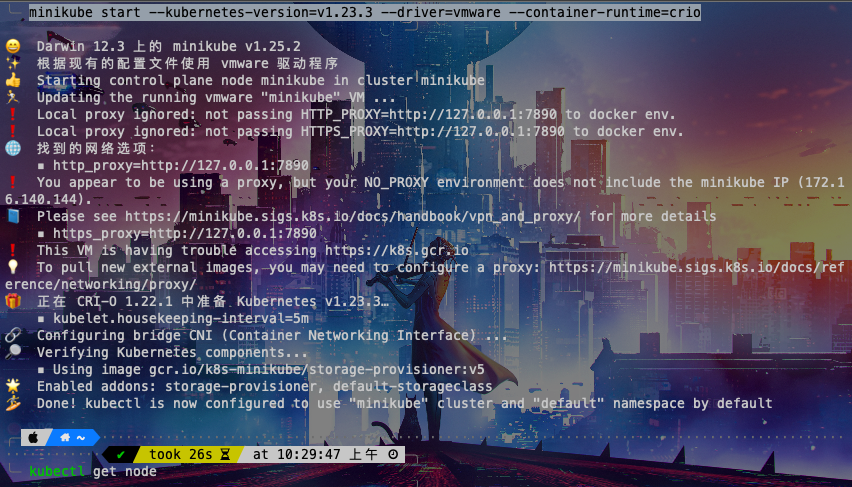 minikube start --kubernetes-version=v1.23.3 --driver=vmware --container-runtime=crio
😄 Darwin 12.3 上的 minikube v1.25.2
✨ 根据现有的配置文件使用 vmware 驱动程序
👍 Starting control plane node minikube in cluster minikube
🏃 Updating the running vmware "minikube" VM ...
❗ Local proxy ignored: not passing HTTP_PROXY=http://127.0.0.1:7890 to docker env.
❗ Local proxy ignored: not passing HTTPS_PROXY=http://127.0.0.1:7890 to docker env.
🌐 找到的网络选项:
▪ http_proxy=http://127.0.0.1:7890
❗ You appear to be using a proxy, but your NO_PROXY environment does not include the minikube IP (172.1
6.140.144).
📘 Please see https://minikube.sigs.k8s.io/docs/handbook/vpn_and_proxy/ for more details
▪ https_proxy=http://127.0.0.1:7890
❗ This VM is having trouble accessing https://k8s.gcr.io
💡 To pull new external images, you may need to configure a proxy: https://minikube.sigs.k8s.io/docs/ref
erence/networking/proxy/
🎁 正在 CRI-O 1.22.1 中准备 Kubernetes v1.23.3…
▪ kubelet.housekeeping-interval=5m
🔗 Configuring bridge CNI (Container Networking Interface) ...
🔎 Verifying Kubernetes components...
▪ Using image gcr.io/k8s-minikube/storage-provisioner:v5
🌟 Enabled addons: storage-provisioner, default-storageclass
🏄 Done! kubectl is now configured to use "minikube" cluster and "default" namespace by default
~
✔ took 26s ⏳ at 10:29:47 上午
kubectl get node